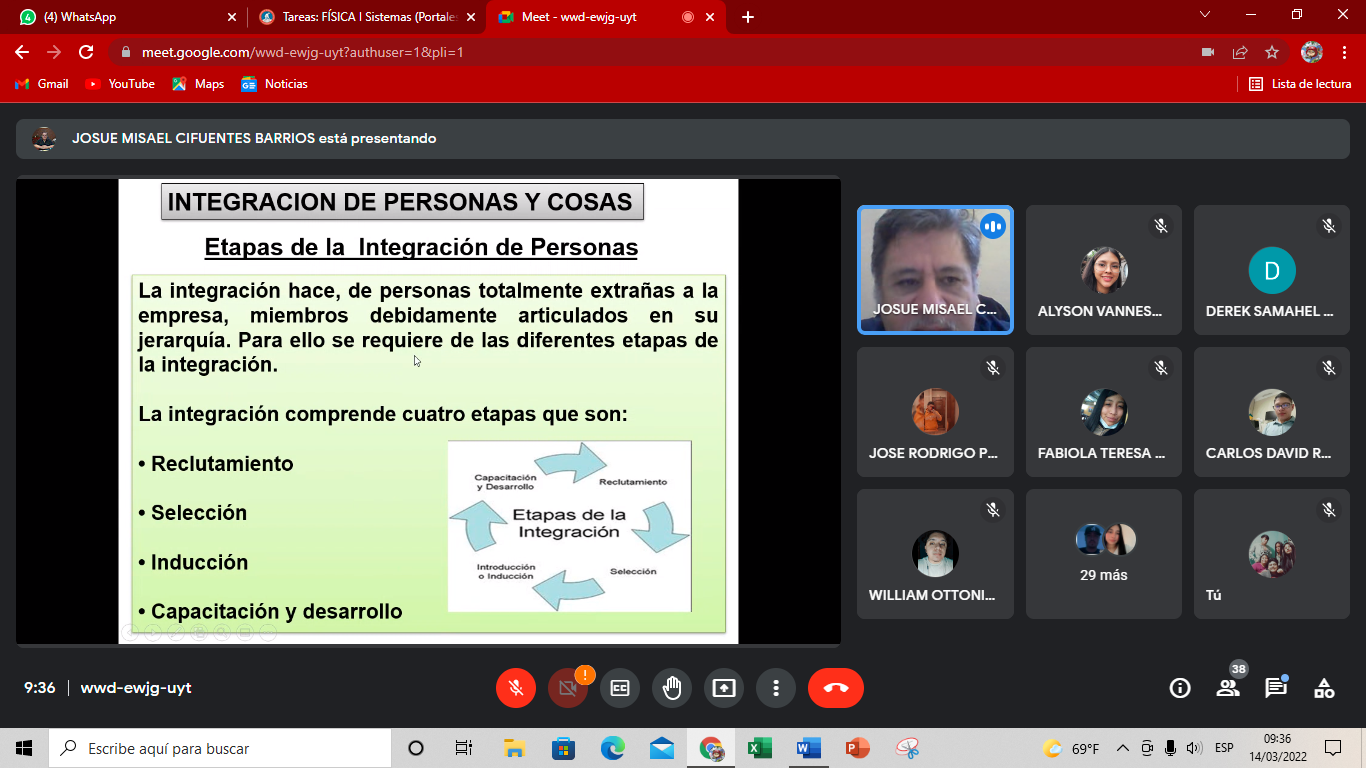 (4) WhatsApp
Tareas: FÍSICA I Sistemas (Portales
Meet - wwd-ewjg-uyt
meet.google.com/wwd-ewjg-uyt?authuser=1&pli=1
Gmail
YouTube
Maps
Noticias
Lista de lectura
JOSUE MISAEL CIFUENTES BARRIOS está presentando
INTEGRACION DE PERSONAS Y COSAS
Etapas de la Integración de Personas
La integración hace, de personas totalmente extrañas a la
empresa, miembros debidamente articulados en su
jerarquía. Para ello se requiere de las diferentes etapas de
la integración.
La integración comprende cuatro etapas que son:
• Reclutamiento
• Selección
• Inducción
• Capacitación y desarrollo
Capacitación
y Desarrollo
Reclutamiento
Etapas de la
Integración
Introducción
o Inducción
Selección
JOSUE MISAEL C...
ALYSON VANNES...
D
DEREK SAMAHEL ...
JOSE RODRIGO P...
FABIOLA TERESA ...
CARLOS DAVID R...
WILLIAM OTTONI...
29 más
Tú
9:36 | wwd-ewjg-uyt
38
Escribe aquí para buscar
69°F
ESP
09:36
14/03/2022